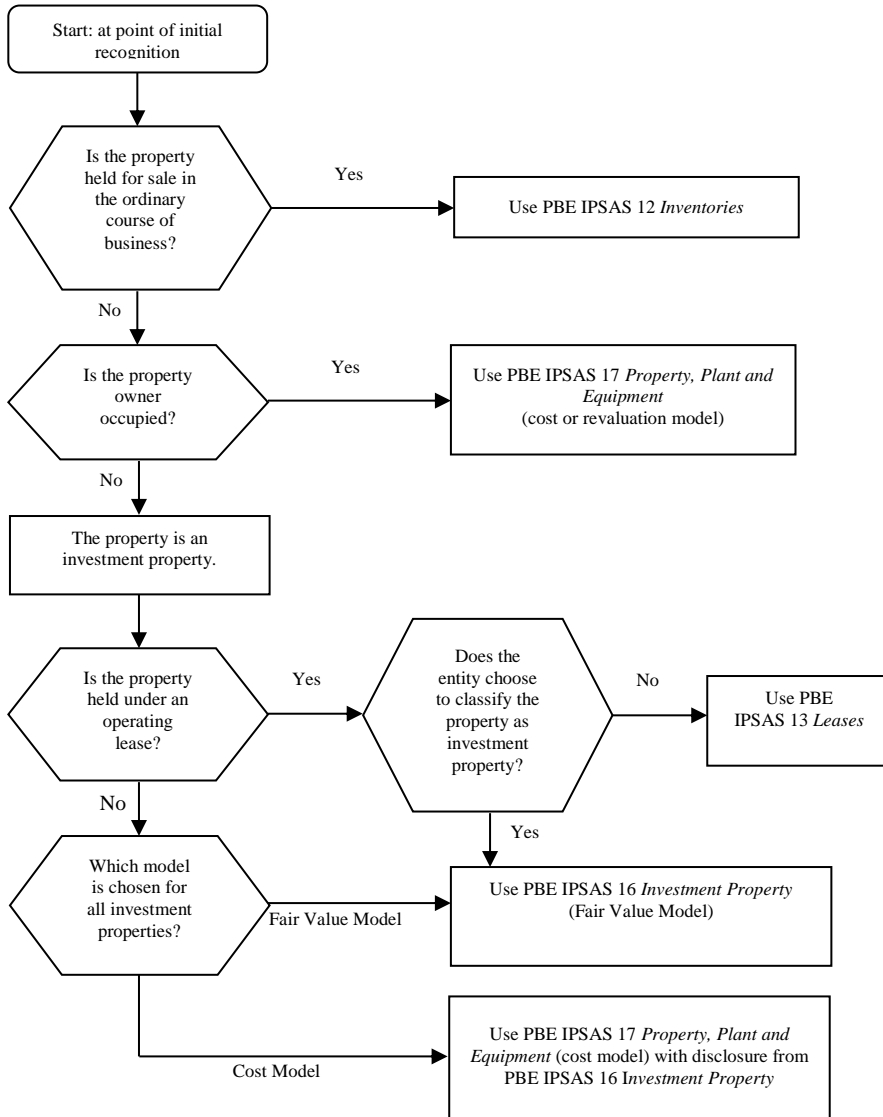 Start: at point of initial
recognition
Is the property
held for sale in
the ordinary
course of
business?
Yes
Use PBE IPSAS 12 Inventories
No
Is the property
owner
occupied?
Yes
Use PBE IPSAS 17 Property, Plant and
Equipment
(cost or revaluation model)
No
The property is an
investment property.
Is the property
held under an
operating
lease?
Yes
Does the
entity choose
to classify the
property as
investment
property?
No
Use PBE
IPSAS 13 Leases
No
Yes
Which model
is chosen for
all investment
properties?
Fair Value Model
Use PBE IPSAS 16 Investment Property
(Fair Value Model)
Cost Model
Use PBE IPSAS 17 Property, Plant and
Equipment (cost model) with disclosure from
PBE IPSAS 16 Investment Property